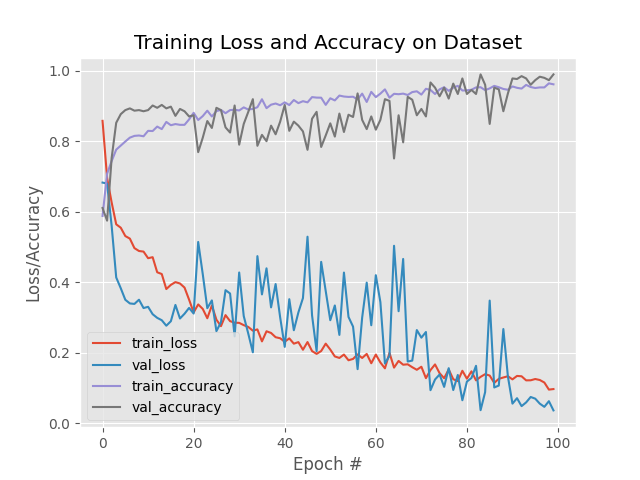 Training Loss and Accuracy on Dataset
1.0
0.8
0.6
0.4
0.2
0.0
Loss/Accuracy
train_loss
val_loss
train_accuracy
val_accuracy
0 20 40 60 80 100
Epoch #